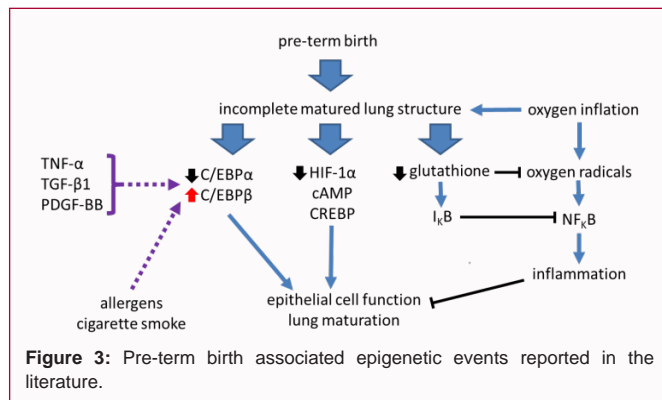 pre-term birth
incomplete matured lung structure
oxygen inflation
TNF-α
TGF-β1
PDGF-BB
C/EBPα
C/EBPβ
HIF-1α
cAMP
CREBP
glutathione
oxygen radicals
IκB
NFκB
inflammation
allergens
cigarette smoke
epithelial cell function
lung maturation
Figure 3: Pre-term birth associated epigenetic events reported in the
literature.